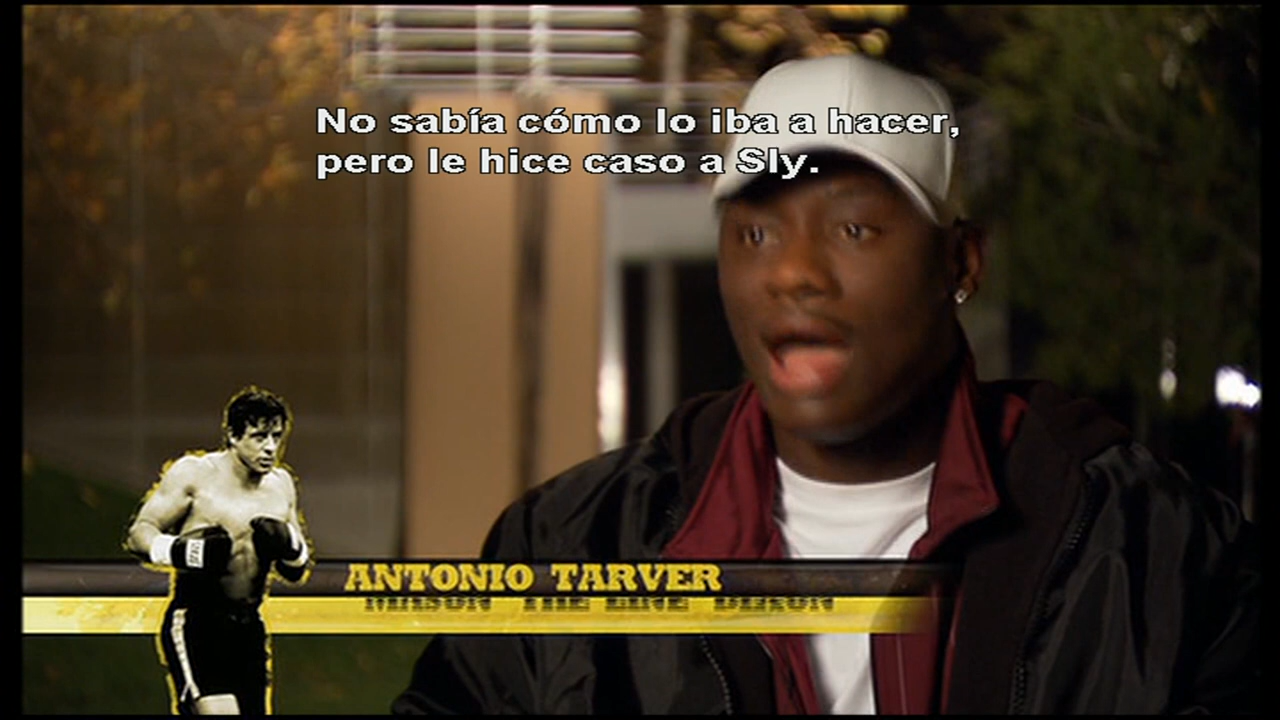 No sabía cómo lo iba a hacer,
pero le hice caso a Sly.
ANTONIO TARVER